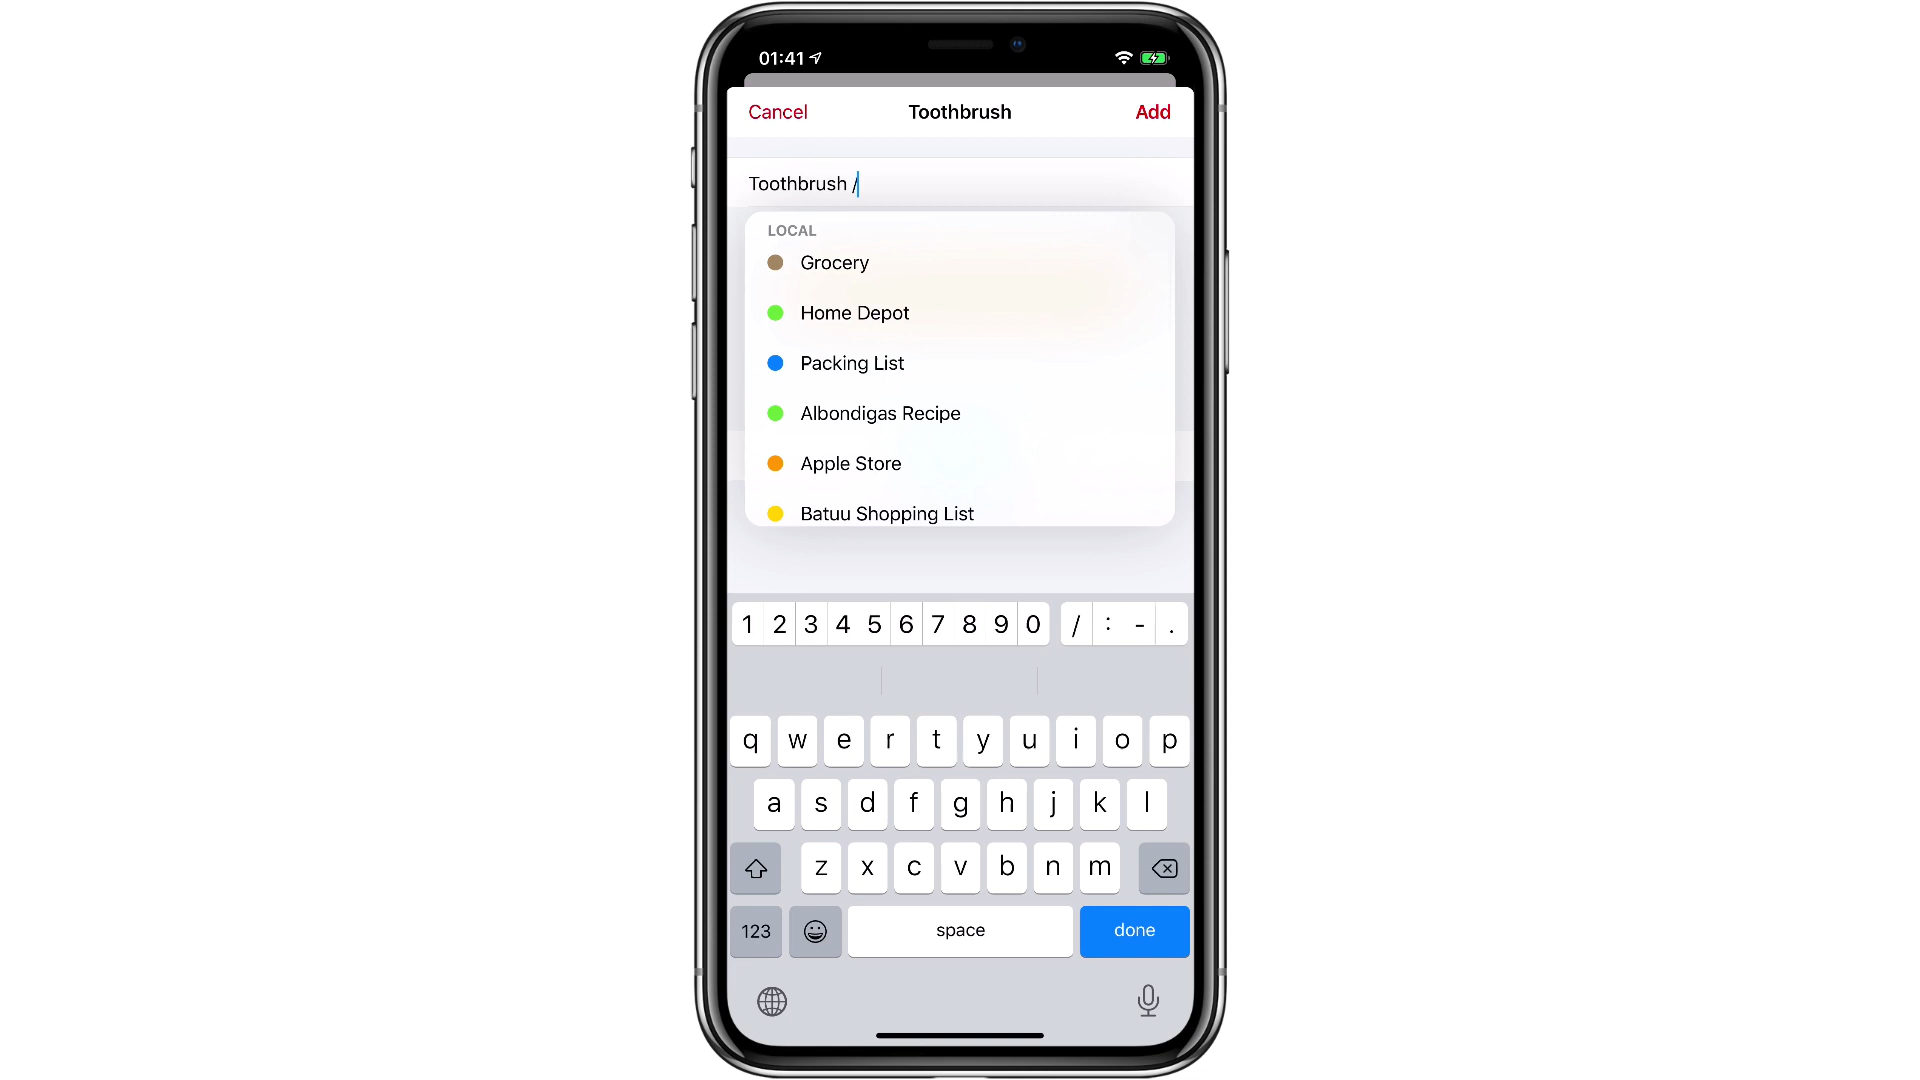 01:41
Cancel Toothbrush Add
Toothbrush /
LOCAL
Grocery
Home Depot
Packing List
Albondigas Recipe
Apple Store
Batuu Shopping List
1 2 3 4 5 6 7 8 9 0 / : - .
q w e r t y u i o p
a s d f g h j k l
z x c v b n m
123 space done